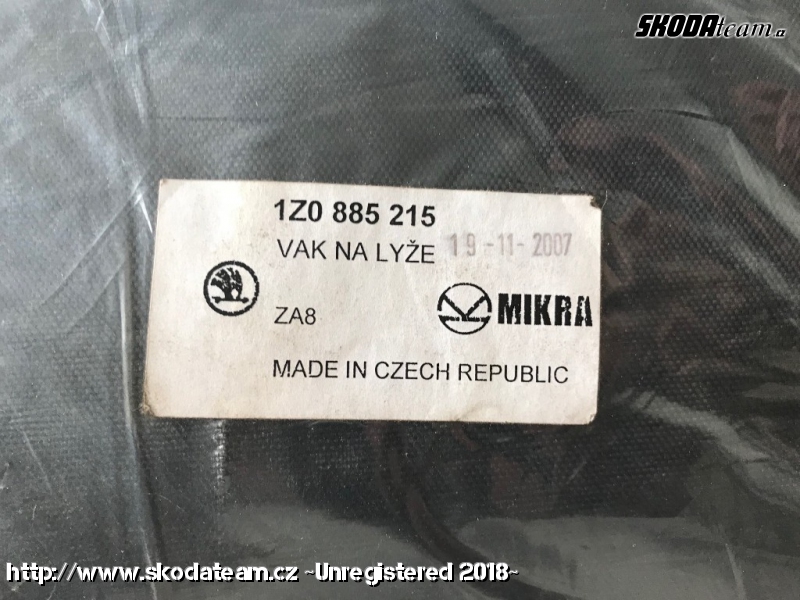 SKODAteam.cz
1Z0 885 215
VAK NA LYŽE 19-11-2007
ZA8 MIKRA
MADE IN CZECH REPUBLIC
http://www.skodateam.cz ~Unregistered 2018~